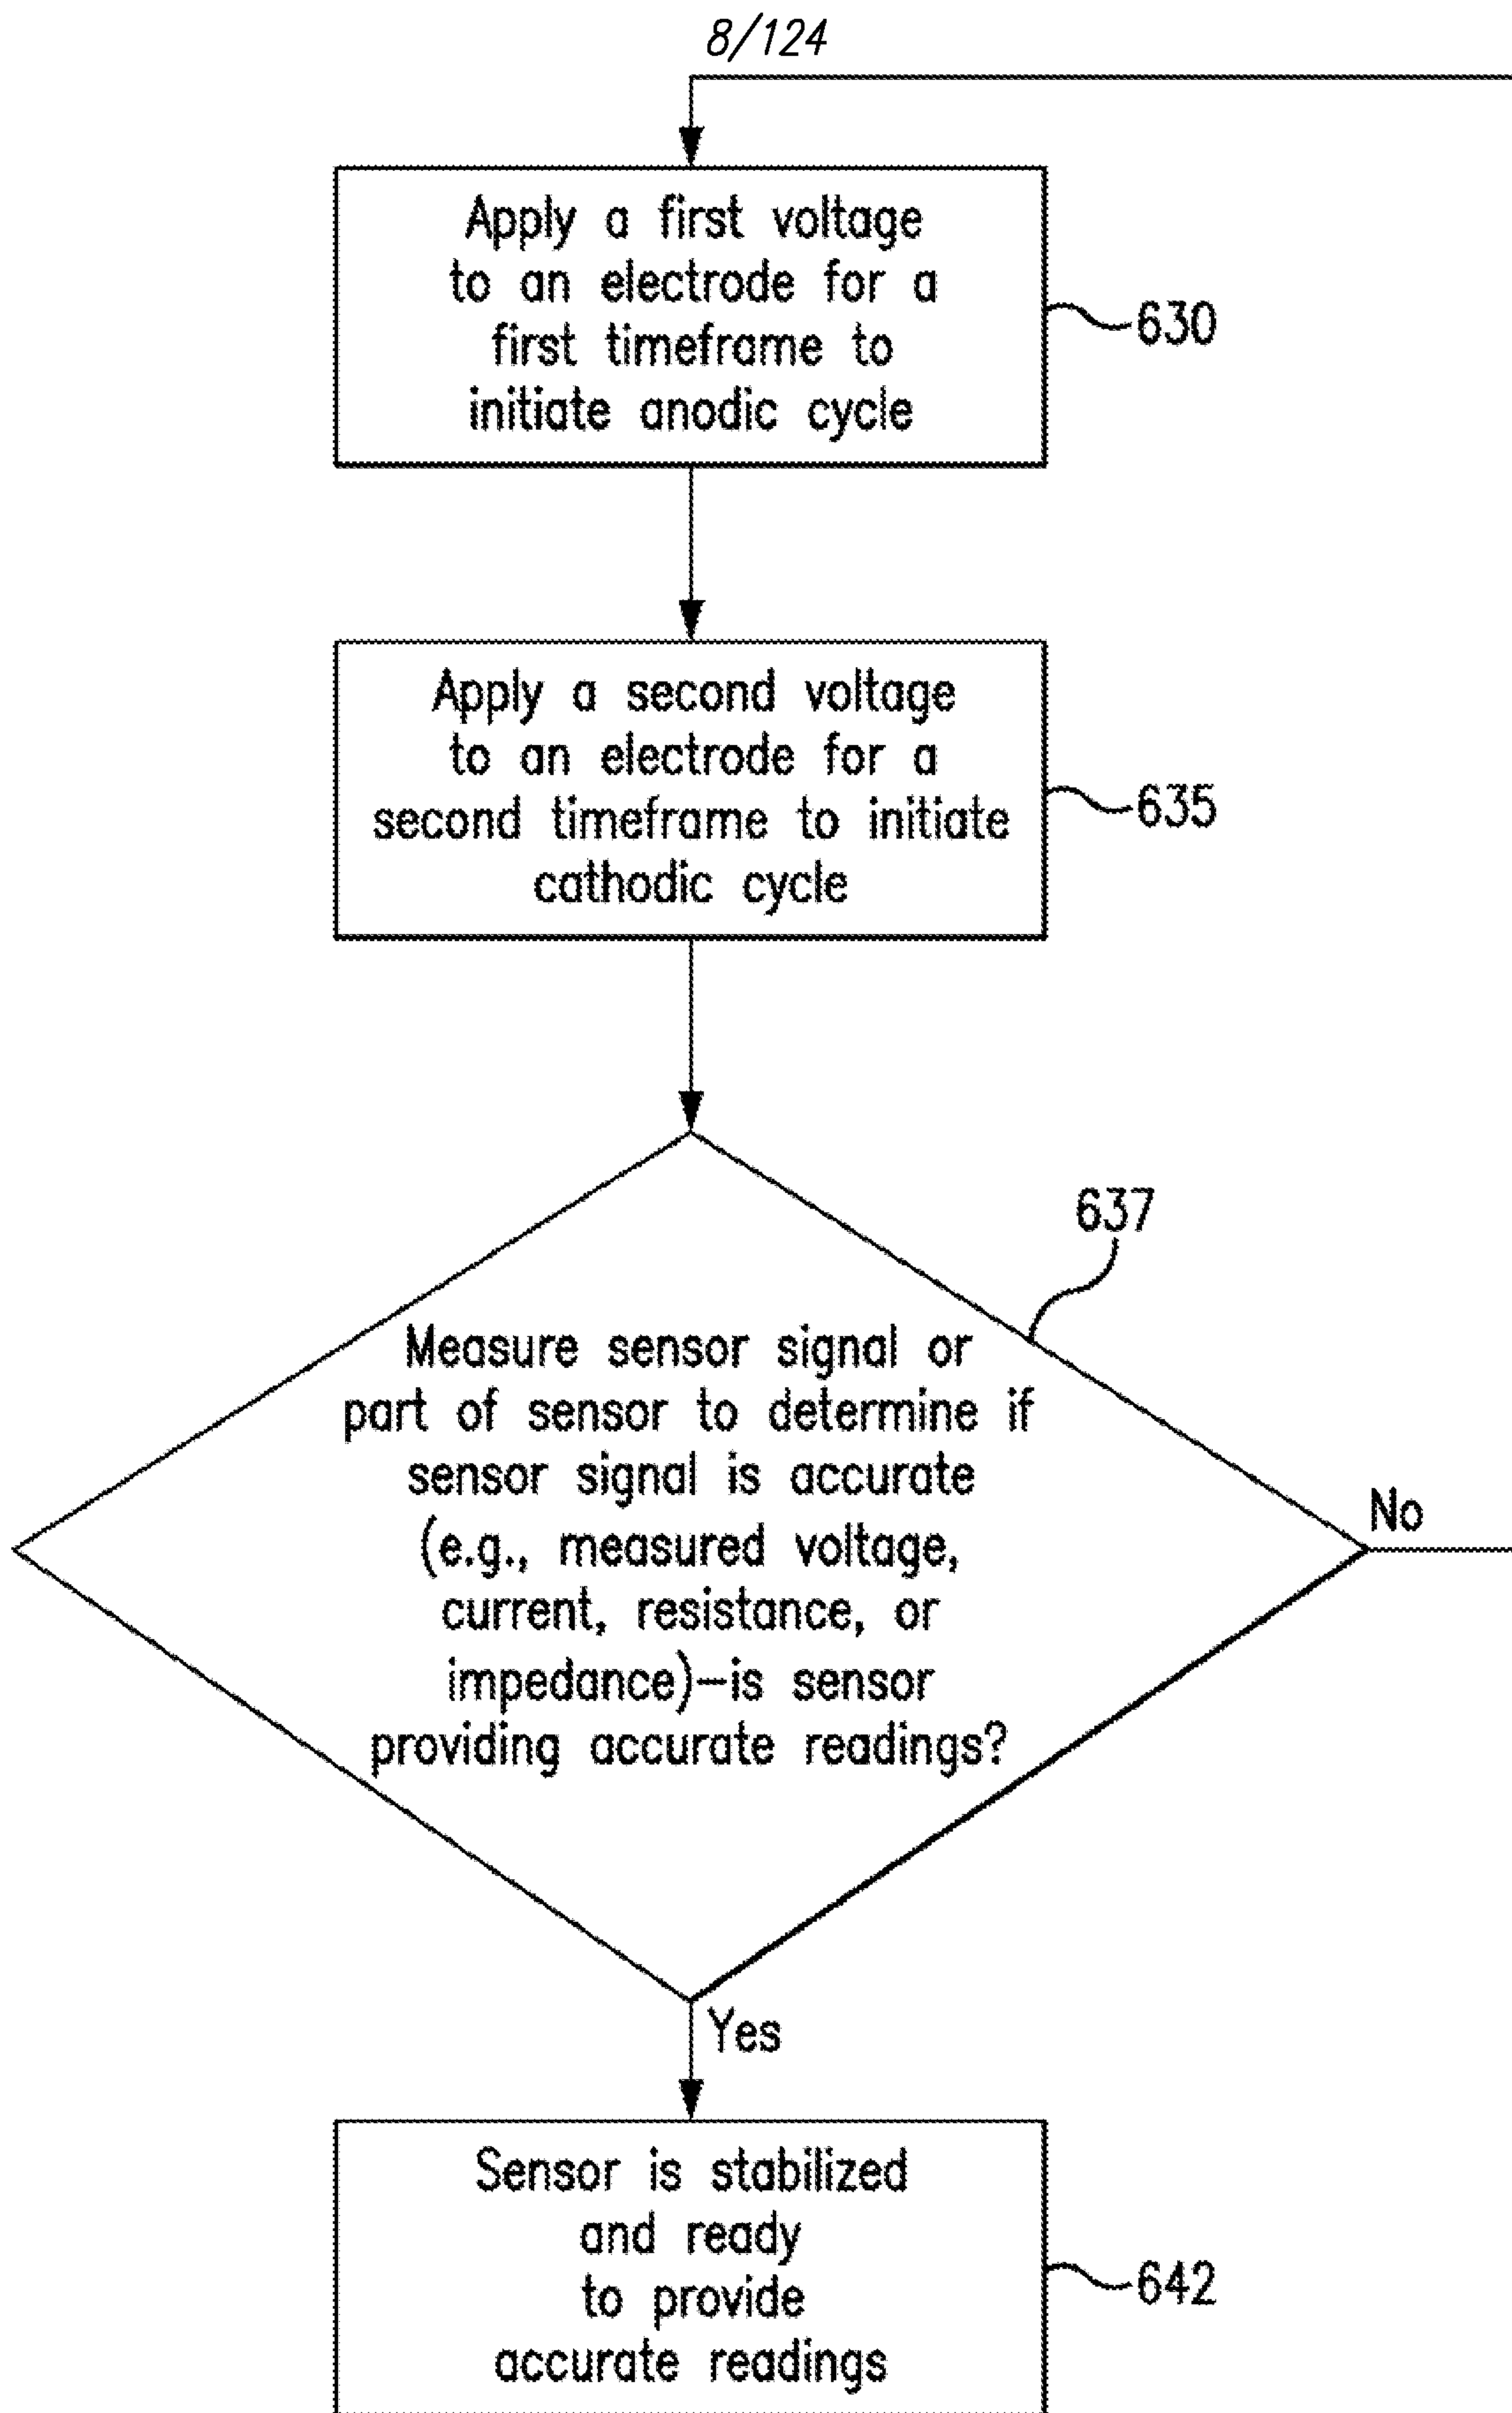 8/124
Apply a first voltage
to an electrode for a
first timeframe to
initiate anodic cycle
630
Apply a second voltage
to an electrode for a
second timeframe to initiate
cathodic cycle
635
637
Measure sensor signal or
part of sensor to determine if
sensor signal is accurate
(e.g., measured voltage,
current, resistance, or
impedance)–is sensor
providing accurate readings?
No
Yes
Sensor is stabilized
and ready
to provide
accurate readings
642